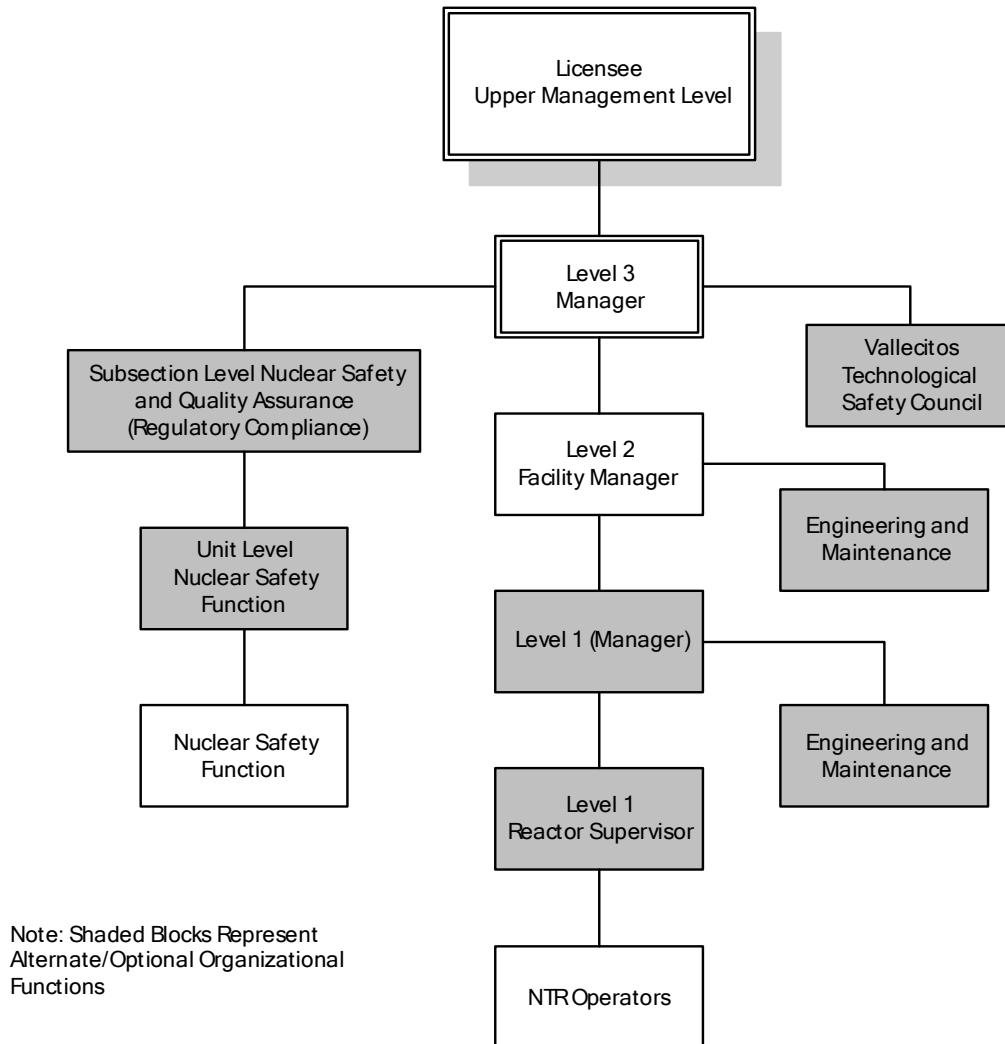 Licensee
Upper Management Level
Level 3
Manager
Subsection Level Nuclear Safety
and Quality Assurance
(Regulatory Compliance)
Vallecitos
Technological
Safety Council
Level 2
Facility Manager
Engineering and
Maintenance
Unit Level
Nuclear Safety
Function
Level 1 (Manager)
Nuclear Safety
Function
Engineering and
Maintenance
Level 1
Reactor Supervisor
Note: Shaded Blocks Represent
Alternate/Optional Organizational
Functions
NTR Operators